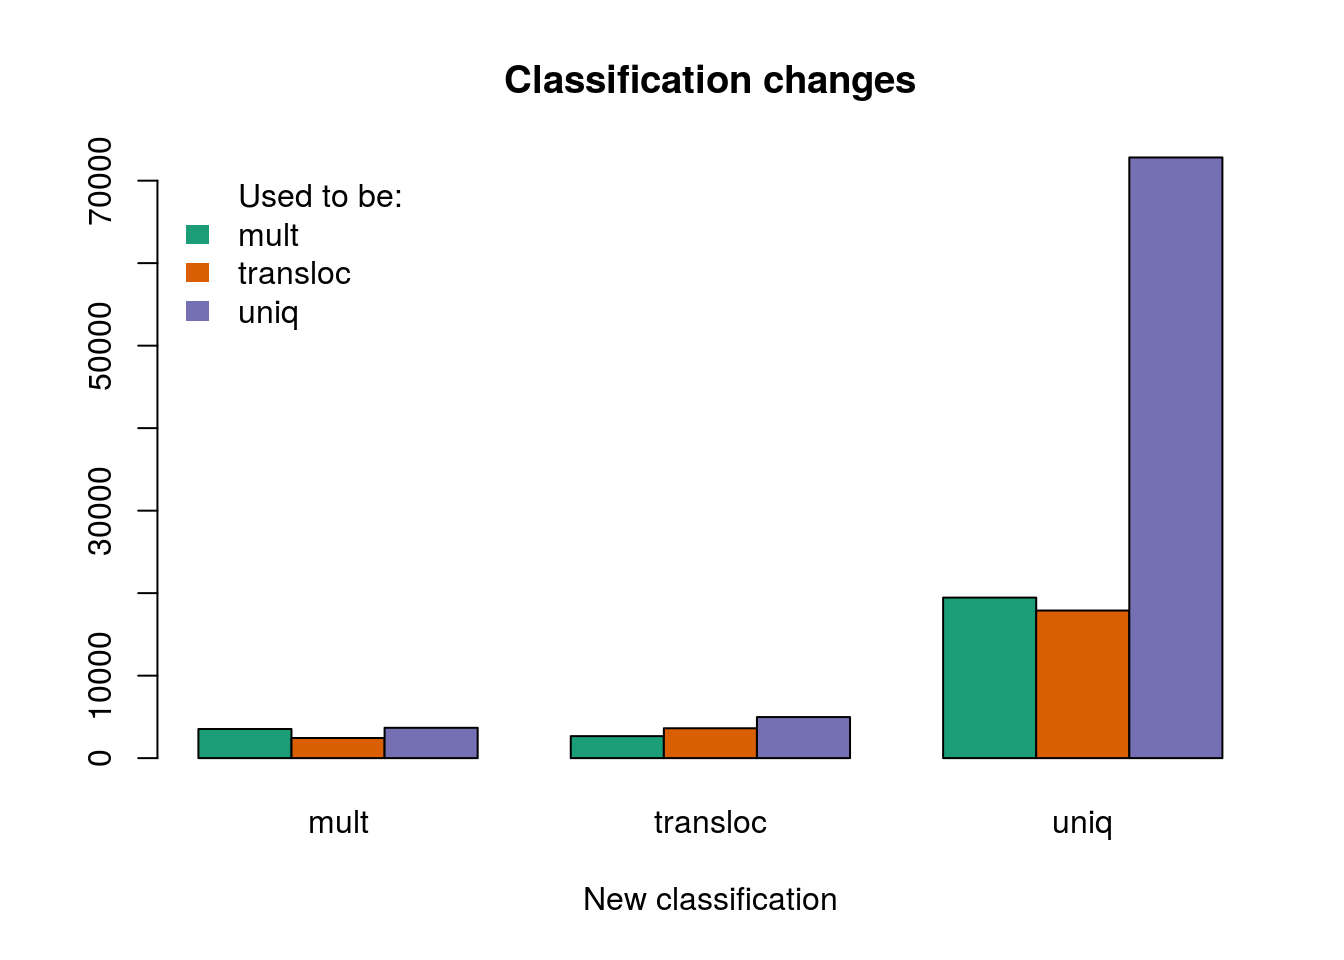 Classification changes
70000
50000
30000
10000
0
Used to be:
mult
transloc
uniq
mult transloc uniq
New classification